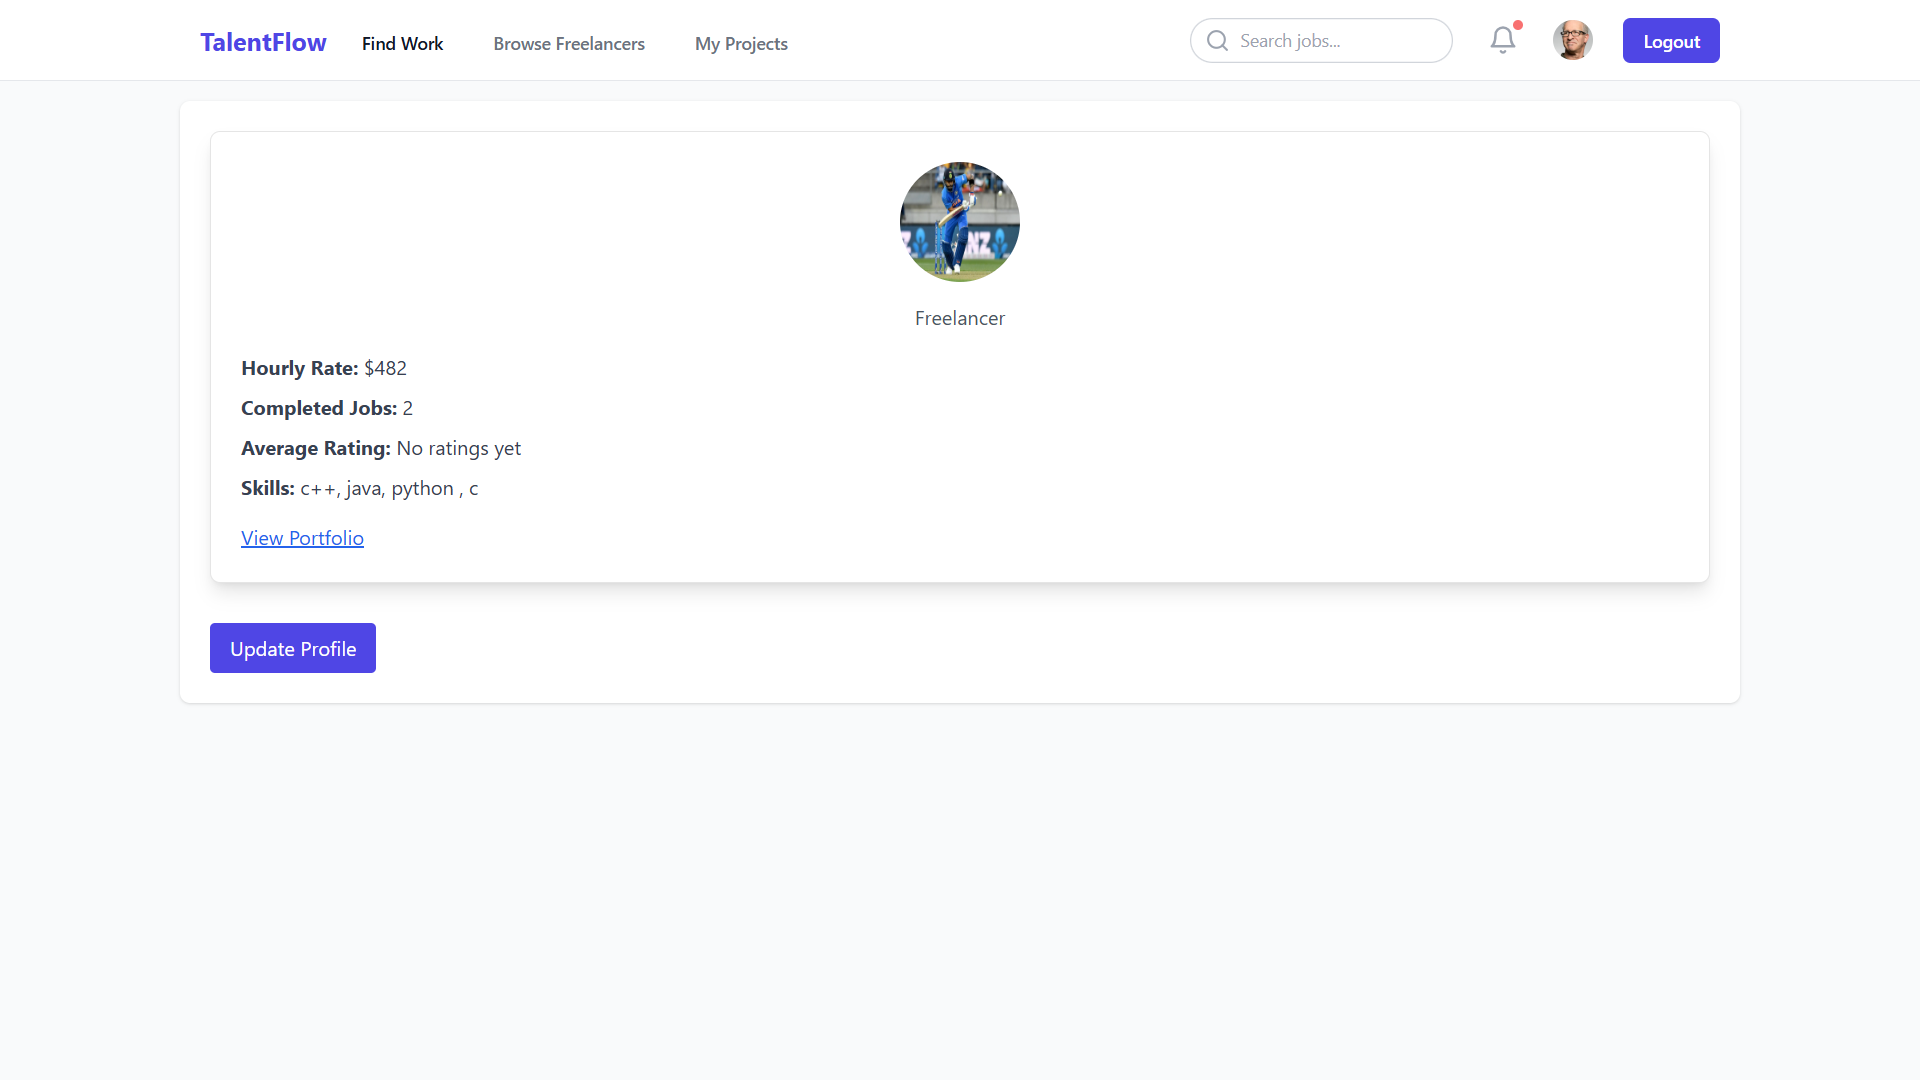 TalentFlow Find Work Browse Freelancers My Projects Search jobs... Logout
Freelancer
Hourly Rate: $482
Completed Jobs: 2
Average Rating: No ratings yet
Skills: c++, java, python , c
View Portfolio
Update Profile